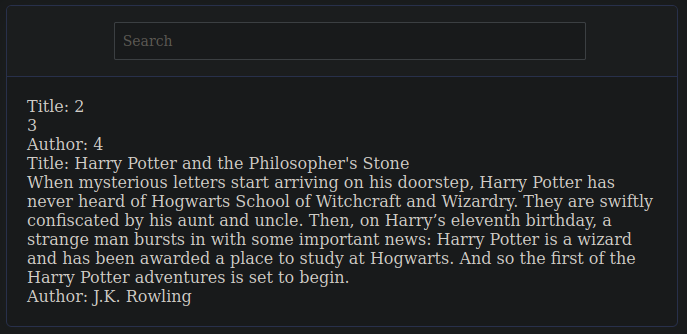 Search
Title: 2
3
Author: 4
Title: Harry Potter and the Philosopher's Stone
When mysterious letters start arriving on his doorstep, Harry Potter has
never heard of Hogwarts School of Witchcraft and Wizardry. They are swiftly
confiscated by his aunt and uncle. Then, on Harry’s eleventh birthday, a
strange man bursts in with some important news: Harry Potter is a wizard
and has been awarded a place to study at Hogwarts. And so the first of the
Harry Potter adventures is set to begin.
Author: J.K. Rowling